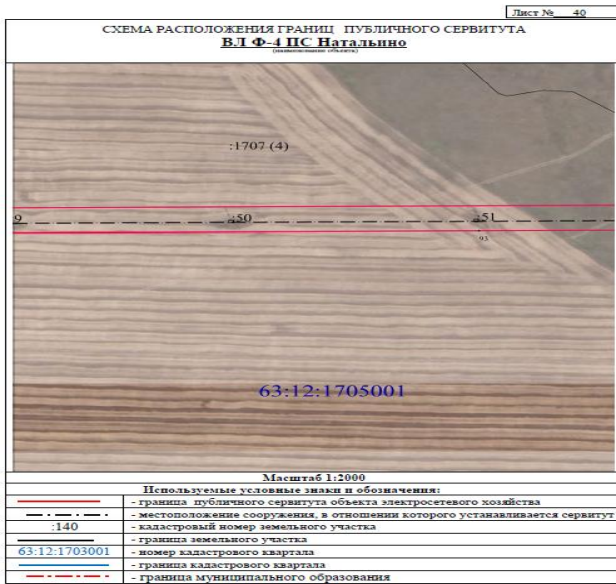 Лист № 40
СХЕМА РАСПОЛОЖЕНИЯ ГРАНИЦ ПУБЛИЧНОГО СЕРВИТУТА
ВЛ Ф-4 ПС Натальино
(наименование объекта)
:1707 (4)
9
50
51
93
63:12:1705001
Масштаб 1:2000
Используемые условные знаки и обозначения:
- граница публичного сервитута объекта электросетевого хозяйства
- местоположение сооружения, в отношении которого устанавливается сервитут
:140 - кадастровый номер земельного участка
- граница земельного участка
63:12:1703001 - номер кадастрового квартала
- граница кадастрового квартала
- граница муниципального образования